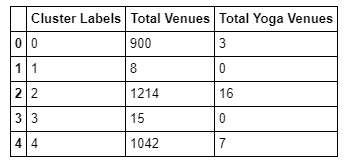 Cluster Labels Total Venues Total Yoga Venues
0 0 900 3
1 1 8 0
2 2 1214 16
3 3 15 0
4 4 1042 7